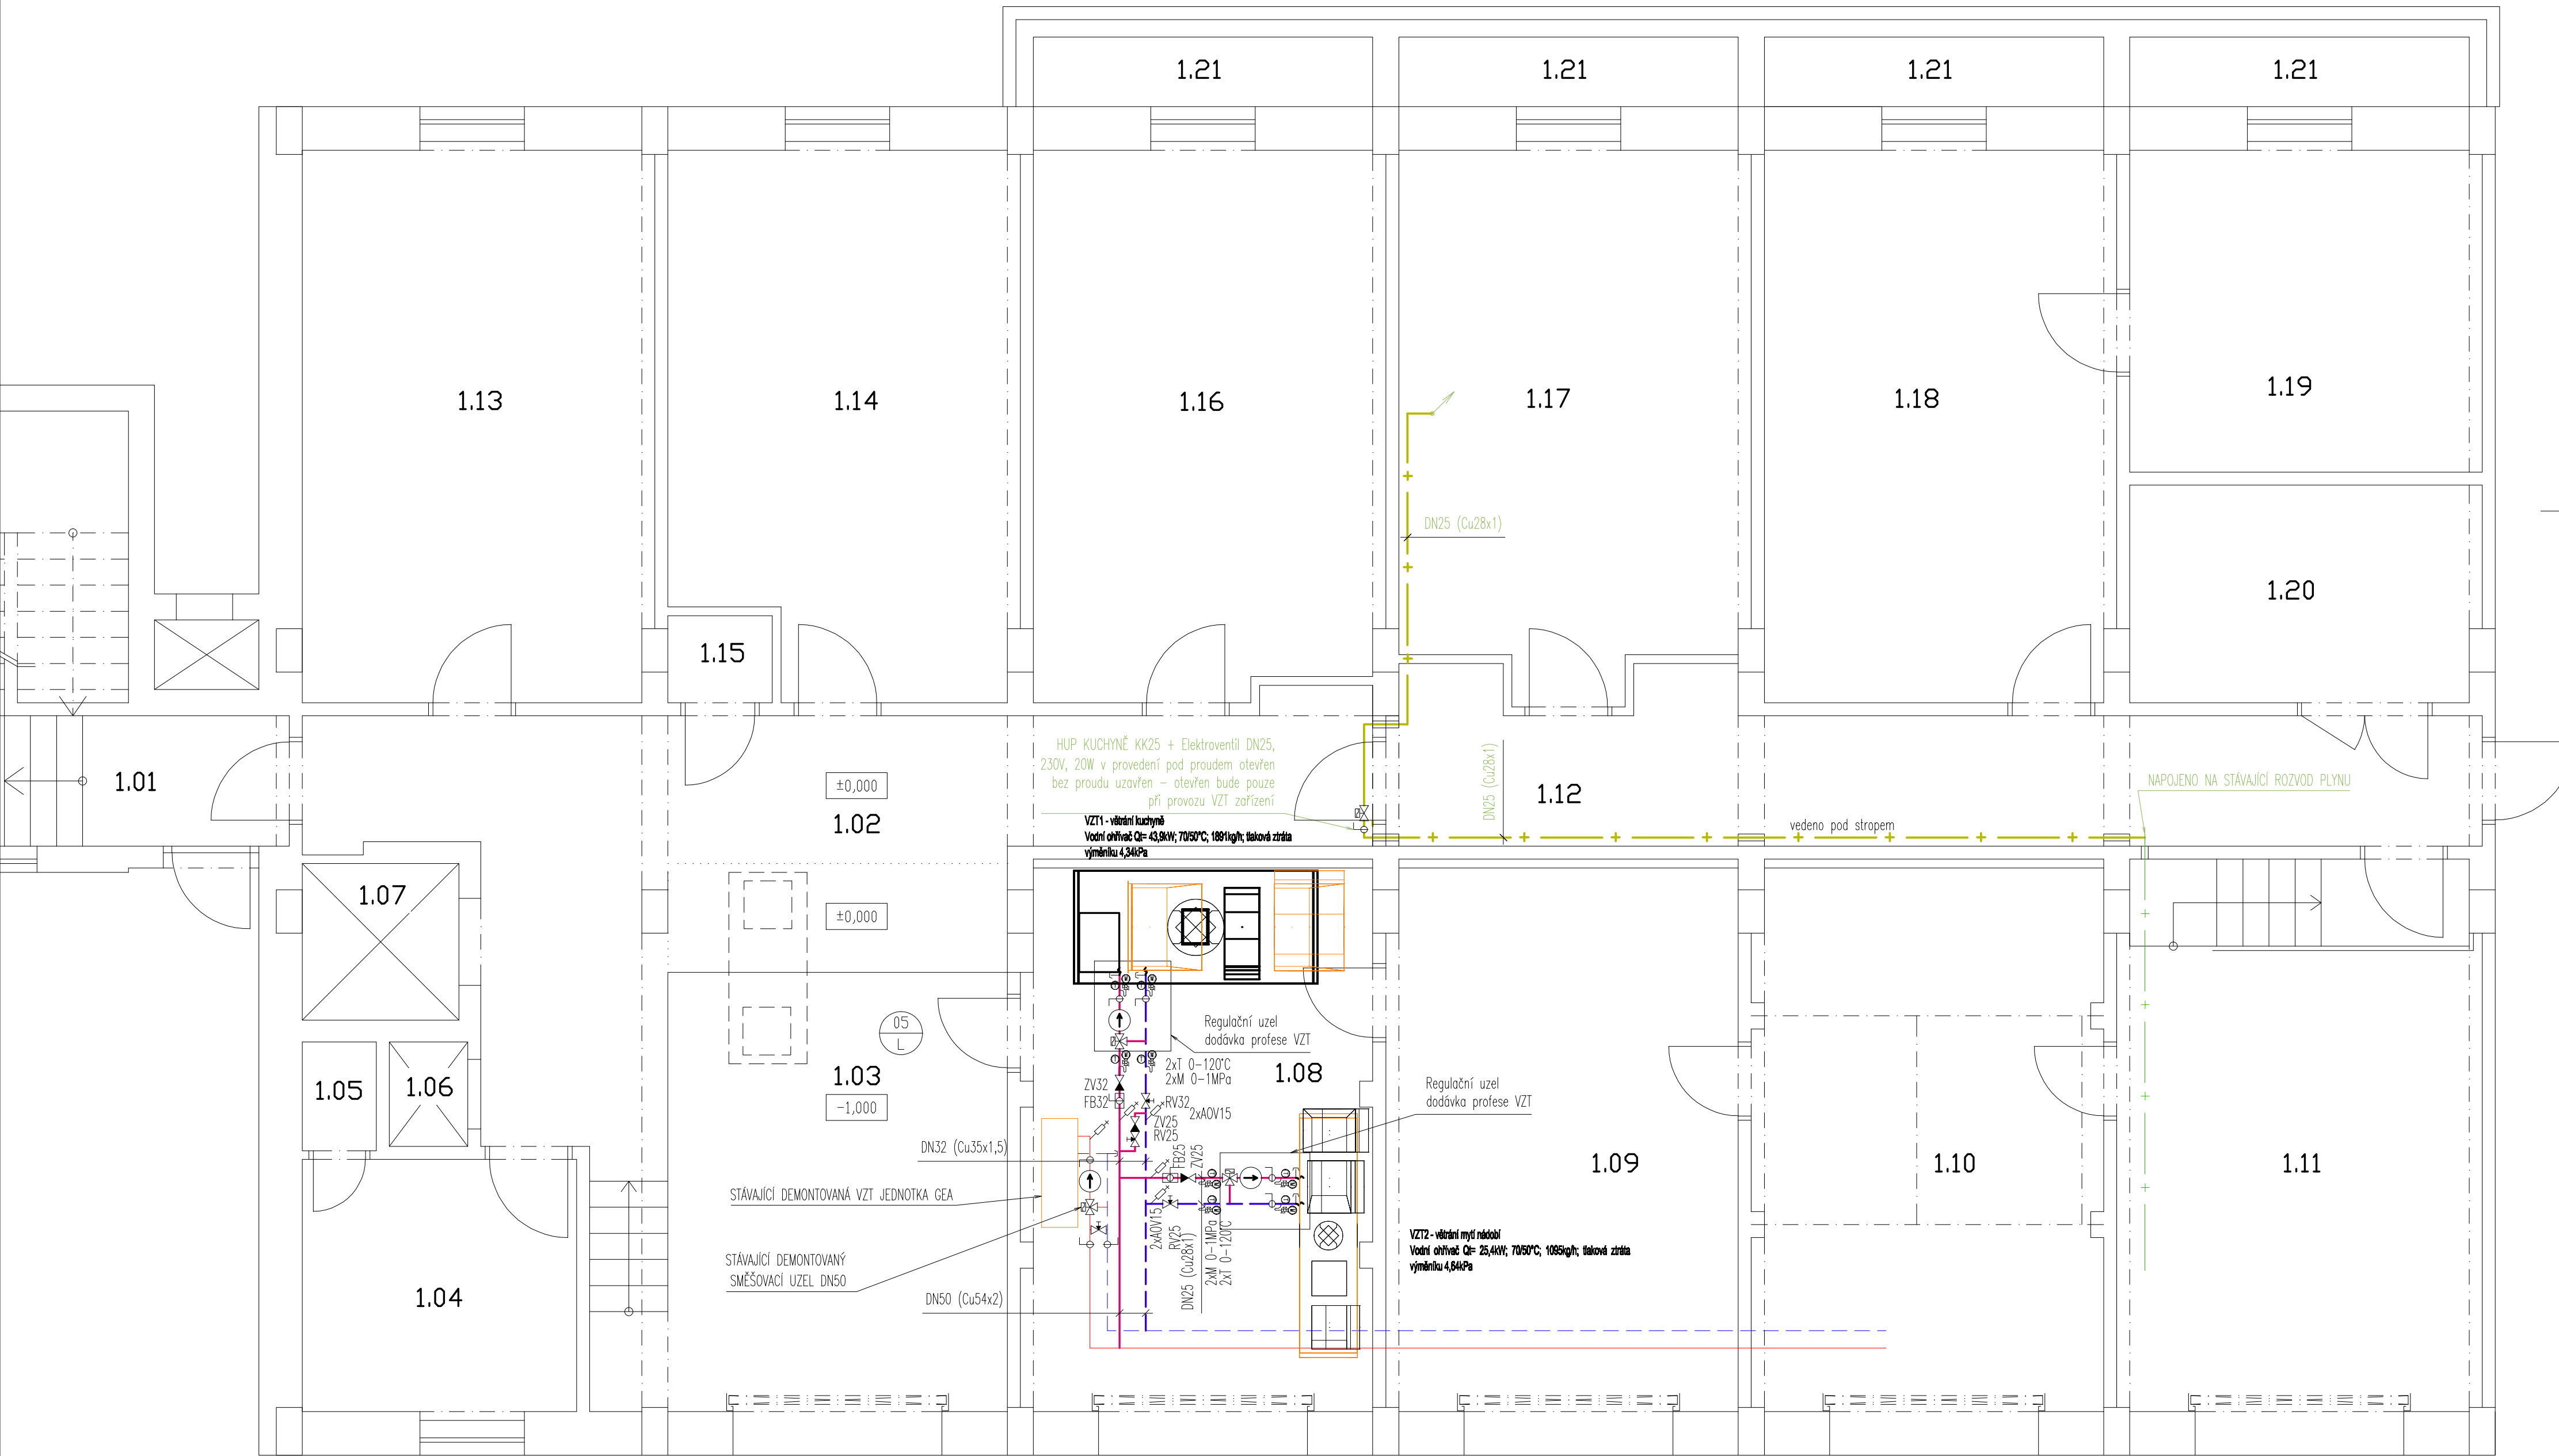 1.21
1.21
1.21
1.21
1.13
1.14
1.16
1.17
1.18
1.19
DN25 (Cu28x1)
1.20
1.15
1.01
±0,000
1.02
HUP KUCHYNĚ KK25 + Elektroventil DN25,
230V, 20W v provedení pod proudem otevřen
bez proudu uzavřen – otevřen bude pouze
při provozu VZT zařízení
DN25 (Cu28x1)
1.12
NAPOJENO NA STÁVAJÍCÍ ROZVOD PLYNU
vedeno pod stropem
VZT1 - větrání kuchyně
Vodní ohřívač Qt= 43,9kW; 70/50°C; 1891kg/h; tlaková ztráta
výměníku 4,34kPa
1.07
±0,000
05
L
Regulační uzel
dodávka profese VZT
2xT 0-120°C
2xM 0-1MPa
1.08
1.03
-1,000
1.05
1.06
ZV32
FB32
RV32
2xAOV15
ZV25
RV25
Regulační uzel
dodávka profese VZT
DN32 (Cu35x1,5)
FB25
ZV25
1.09
1.10
1.11
STÁVAJÍCÍ DEMONTOVANÁ VZT JEDNOTKA GEA
2xAOV15
RV25
DN25 (Cu28x1)
2xM 0-1MPa
2xT 0-120°C
VZT2 - větrání mytí nádobí
Vodní ohřívač Qt= 25,4kW; 70/50°C; 1095kg/h; tlaková ztráta
výměníku 4,64kPa
STÁVAJÍCÍ DEMONTOVANÝ
SMĚŠOVACÍ UZEL DN50
1.04
DN50 (Cu54x2)